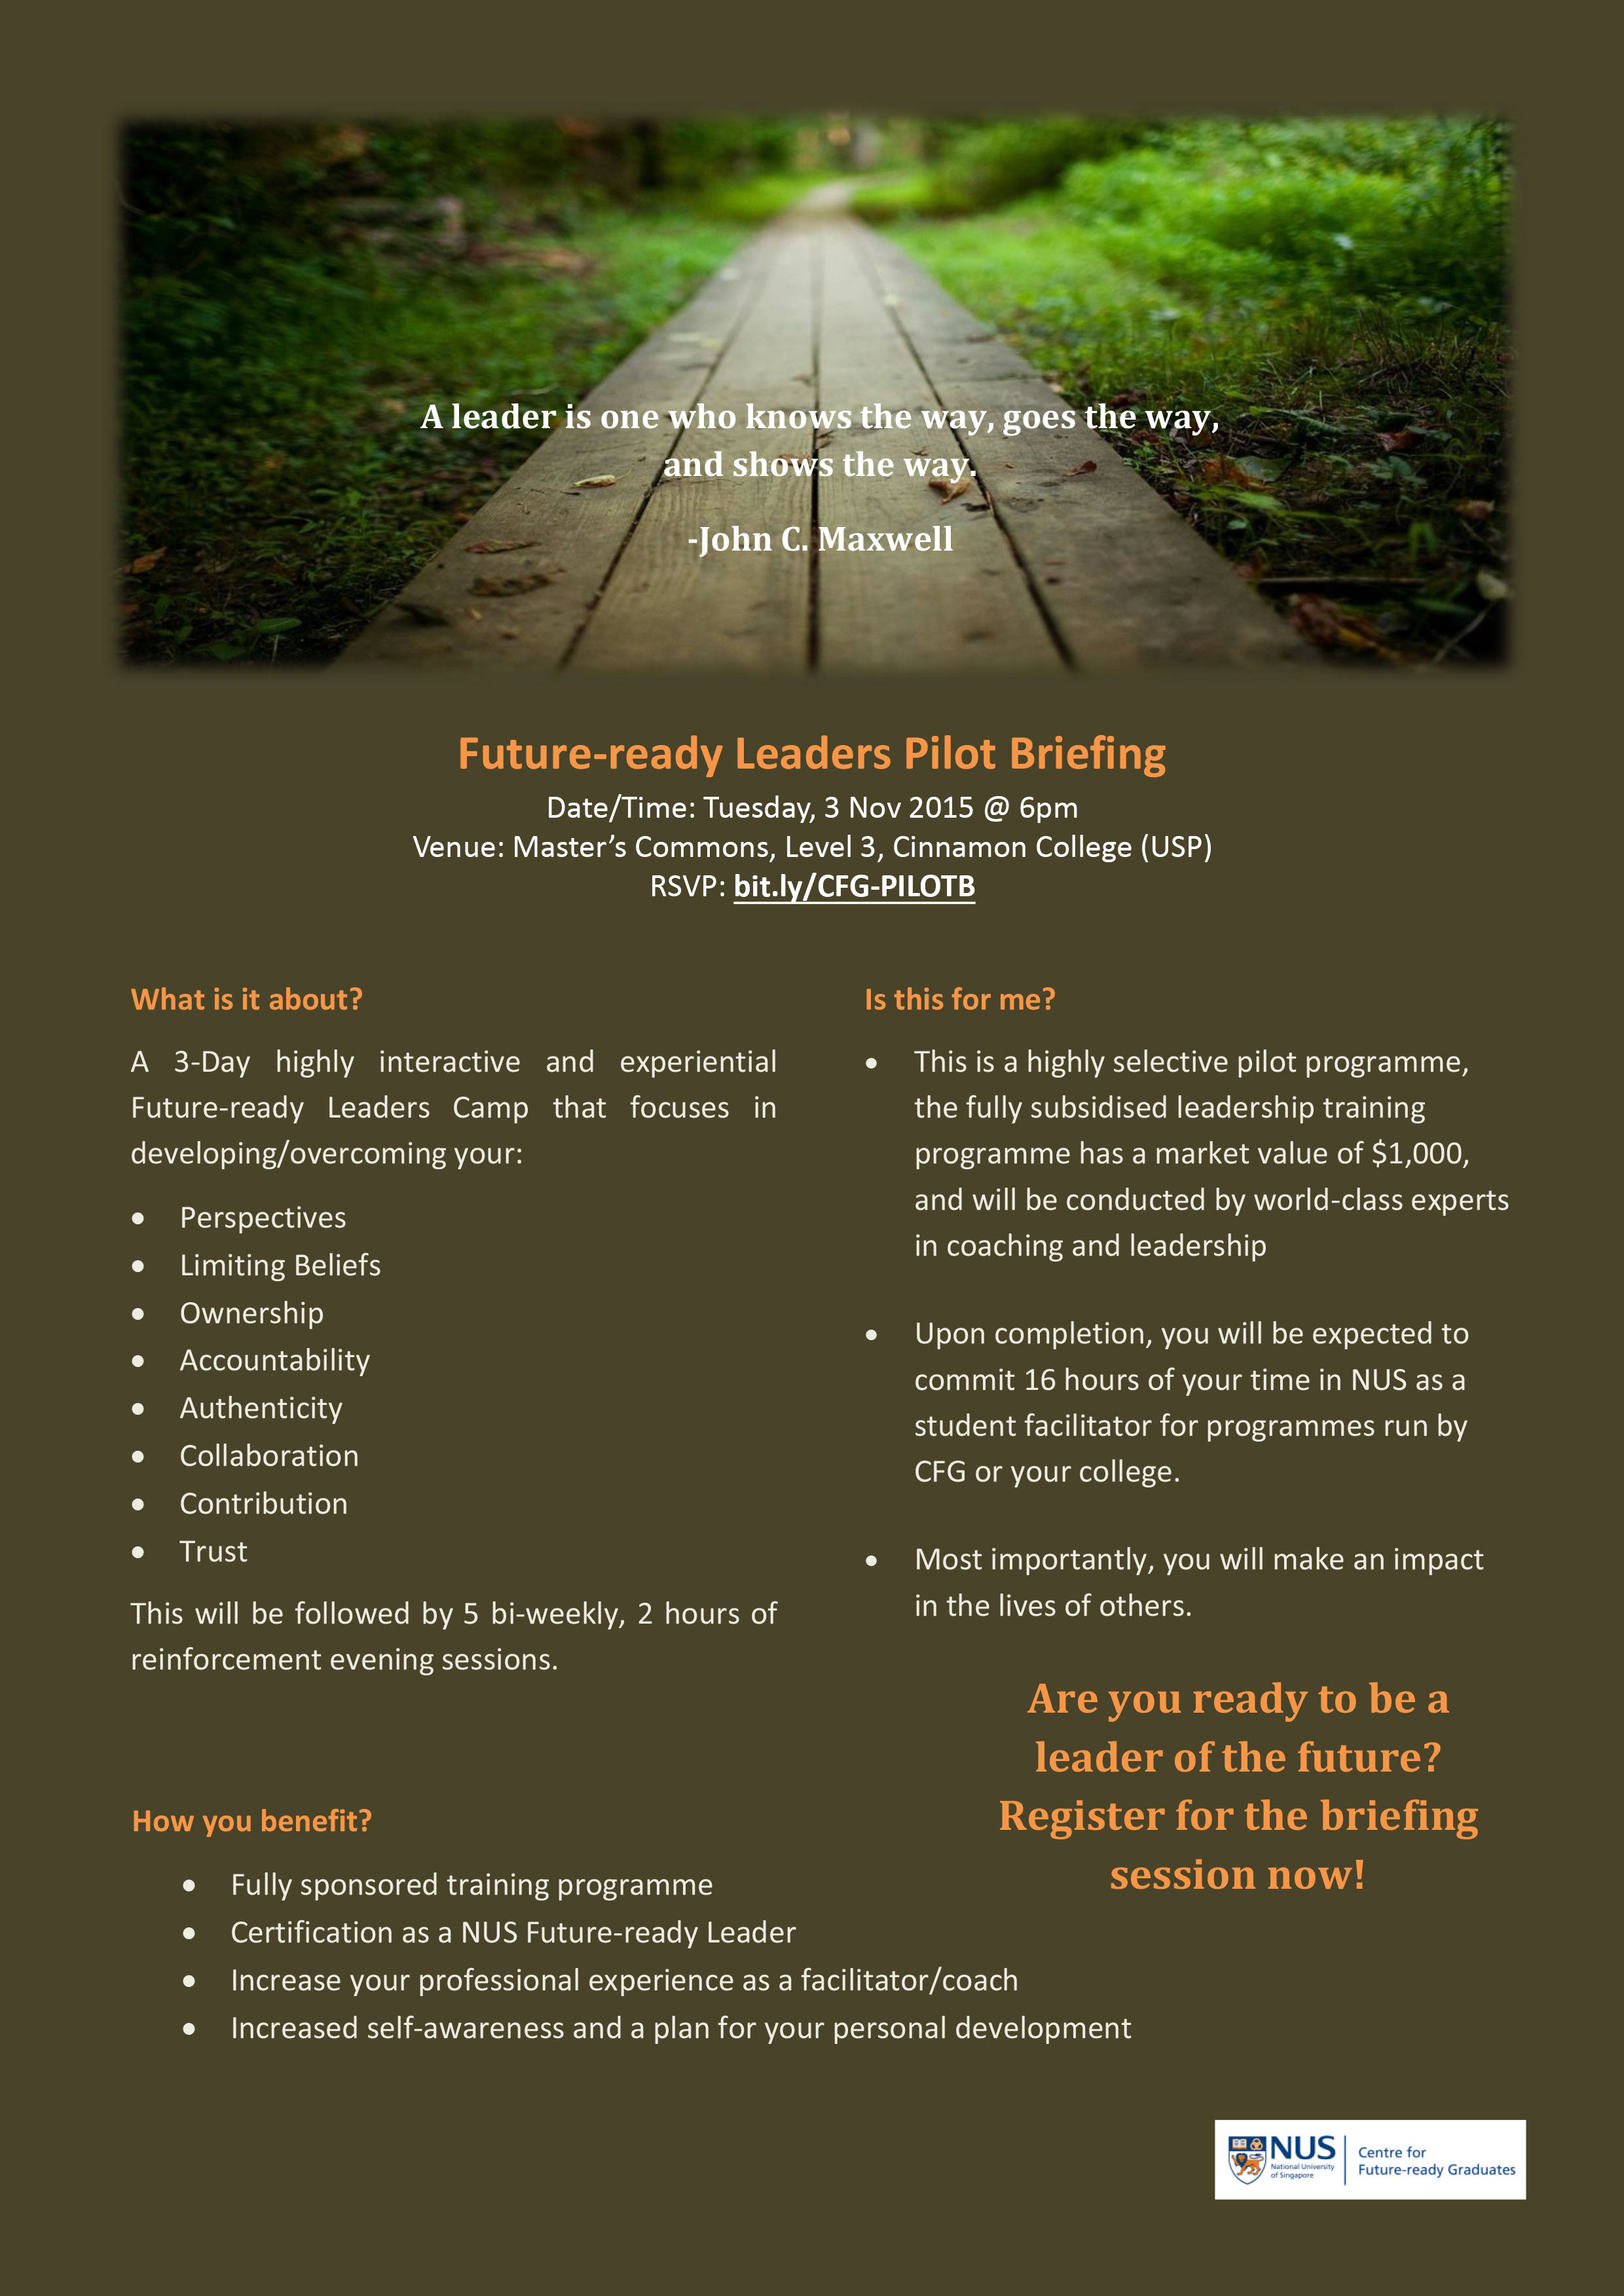 A leader is one who knows the way, goes the way,
and shows the way.
-John C. Maxwell
Future-ready Leaders Pilot Briefing
Date/Time: Tuesday, 3 Nov 2015 @ 6pm
Venue: Master’s Commons, Level 3, Cinnamon College (USP)
RSVP: bit.ly/CFG-PILOTB
What is it about?
A 3-Day highly interactive and experiential
Future-ready Leaders Camp that focuses in
developing/overcoming your:
• Perspectives
• Limiting Beliefs
• Ownership
• Accountability
• Authenticity
• Collaboration
• Contribution
• Trust
This will be followed by 5 bi-weekly, 2 hours of
reinforcement evening sessions.
Is this for me?
• This is a highly selective pilot programme,
the fully subsidised leadership training
programme has a market value of $1,000,
and will be conducted by world-class experts
in coaching and leadership
• Upon completion, you will be expected to
commit 16 hours of your time in NUS as a
student facilitator for programmes run by
CFG or your college.
• Most importantly, you will make an impact
in the lives of others.
Are you ready to be a
leader of the future?
Register for the briefing
session now!
How you benefit?
• Fully sponsored training programme
• Certification as a NUS Future-ready Leader
• Increase your professional experience as a facilitator/coach
• Increased self-awareness and a plan for your personal development
NUS
National University
of Singapore
Centre for
Future-ready Graduates